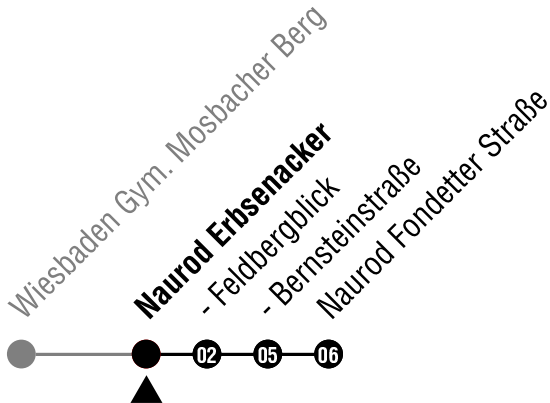 Wiesbaden Gym. Mosbacher Berg
Naurod Erbsenacker
- Feldbergblick
- Bernsteinstraße
Naurod Fondetter Straße
02 05 06